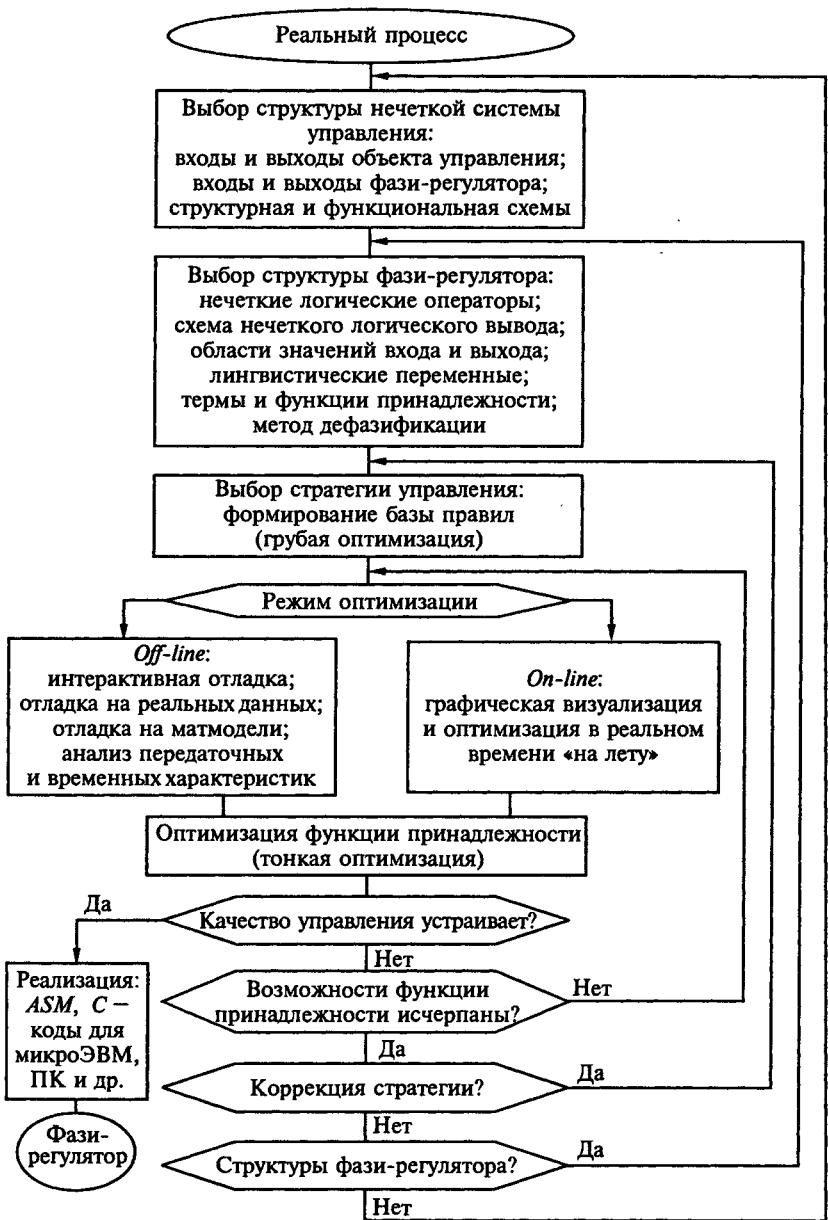 Реальный процесс
Выбор структуры нечеткой системы
управления:
входы и выходы объекта управления;
входы и выходы фази-регулятора;
структурная и функциональная схемы
Выбор структуры фази-регулятора:
нечеткие логические операторы;
схема нечеткого логического вывода;
области значений входа и выхода;
лингвистические переменные;
термы и функции принадлежности;
метод дефазификации
Выбор стратегии управления:
формирование базы правил
(грубая оптимизация)
Режим оптимизации
Off-line:
интерактивная отладка;
отладка на реальных данных;
отладка на матмодели;
анализ передаточных
и временных характеристик
On-line:
графическая визуализация
и оптимизация в реальном
времени «на лету»
Оптимизация функции принадлежности
(тонкая оптимизация)
Да
Качество управления устраивает?
Нет
Реализация:
ASM, C –
коды для
микроЭВМ,
ПК и др.
Фази-
регулятор
Возможности функции
принадлежности исчерпаны?
Нет
Да
Коррекция стратегии?
Да
Нет
Структуры фази-регулятора?
Да
Нет